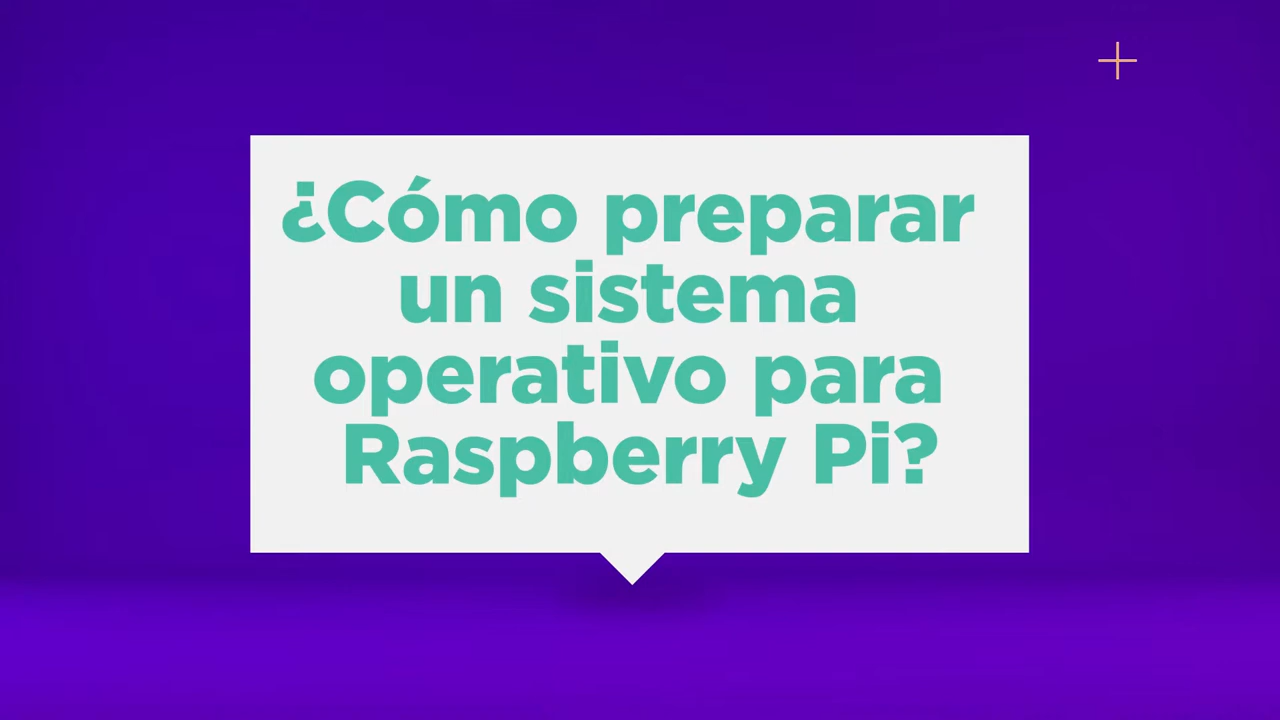 ¿Cómo preparar
un sistema
operativo para
Raspberry Pi?